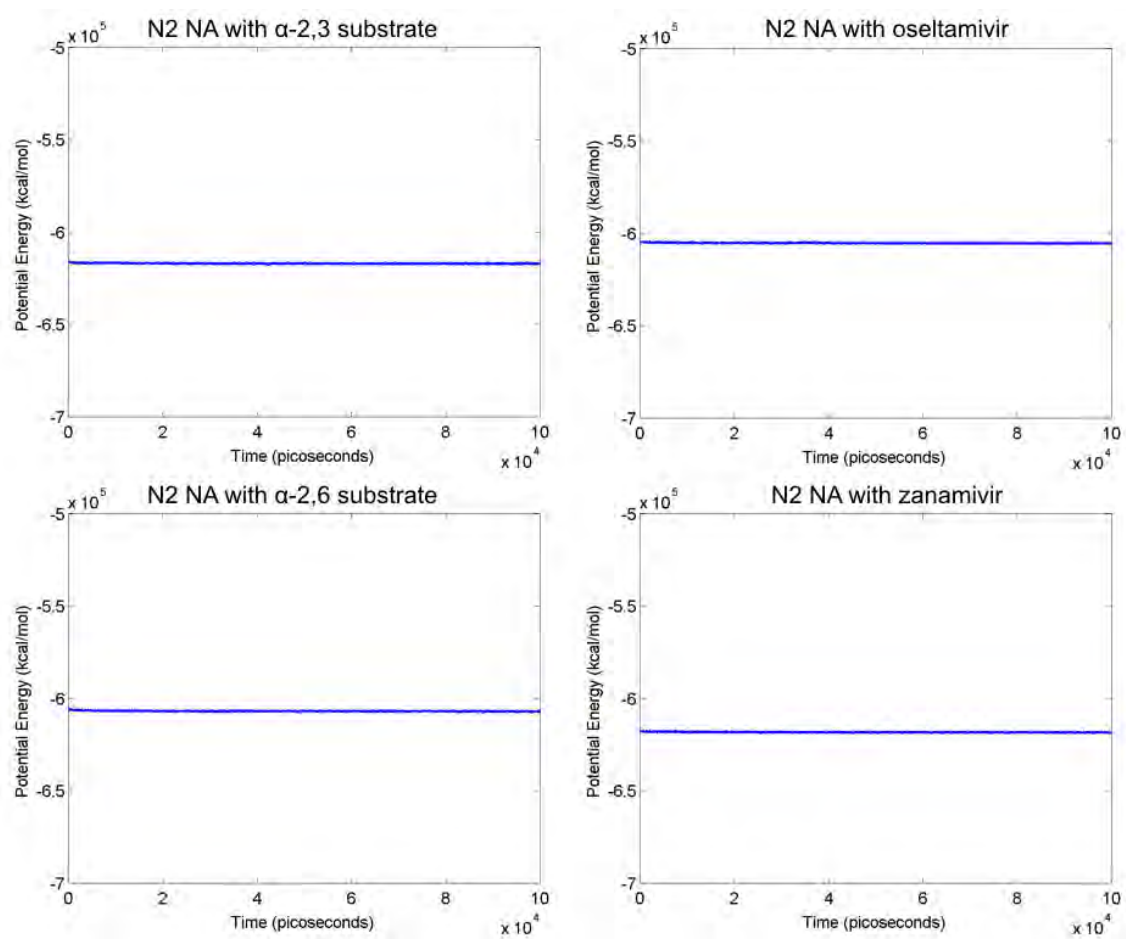 N2 NA with α-2,3 substrate
x 10^5
-5
-5.5
-6
-6.5
-7
Potential Energy (kcal/mol)
0 2 4 6 8 10
Time (picoseconds)
x 10^4
N2 NA with oseltamivir
x 10^5
-5
-5.5
-6
-6.5
-7
Potential Energy (kcal/mol)
0 2 4 6 8 10
Time (picoseconds)
x 10^4
N2 NA with α-2,6 substrate
x 10^5
-5
-5.5
-6
-6.5
-7
Potential Energy (kcal/mol)
0 2 4 6 8 10
Time (picoseconds)
x 10^4
N2 NA with zanamivir
x 10^5
-5
-5.5
-6
-6.5
-7
Potential Energy (kcal/mol)
0 2 4 6 8 10
Time (picoseconds)
x 10^4